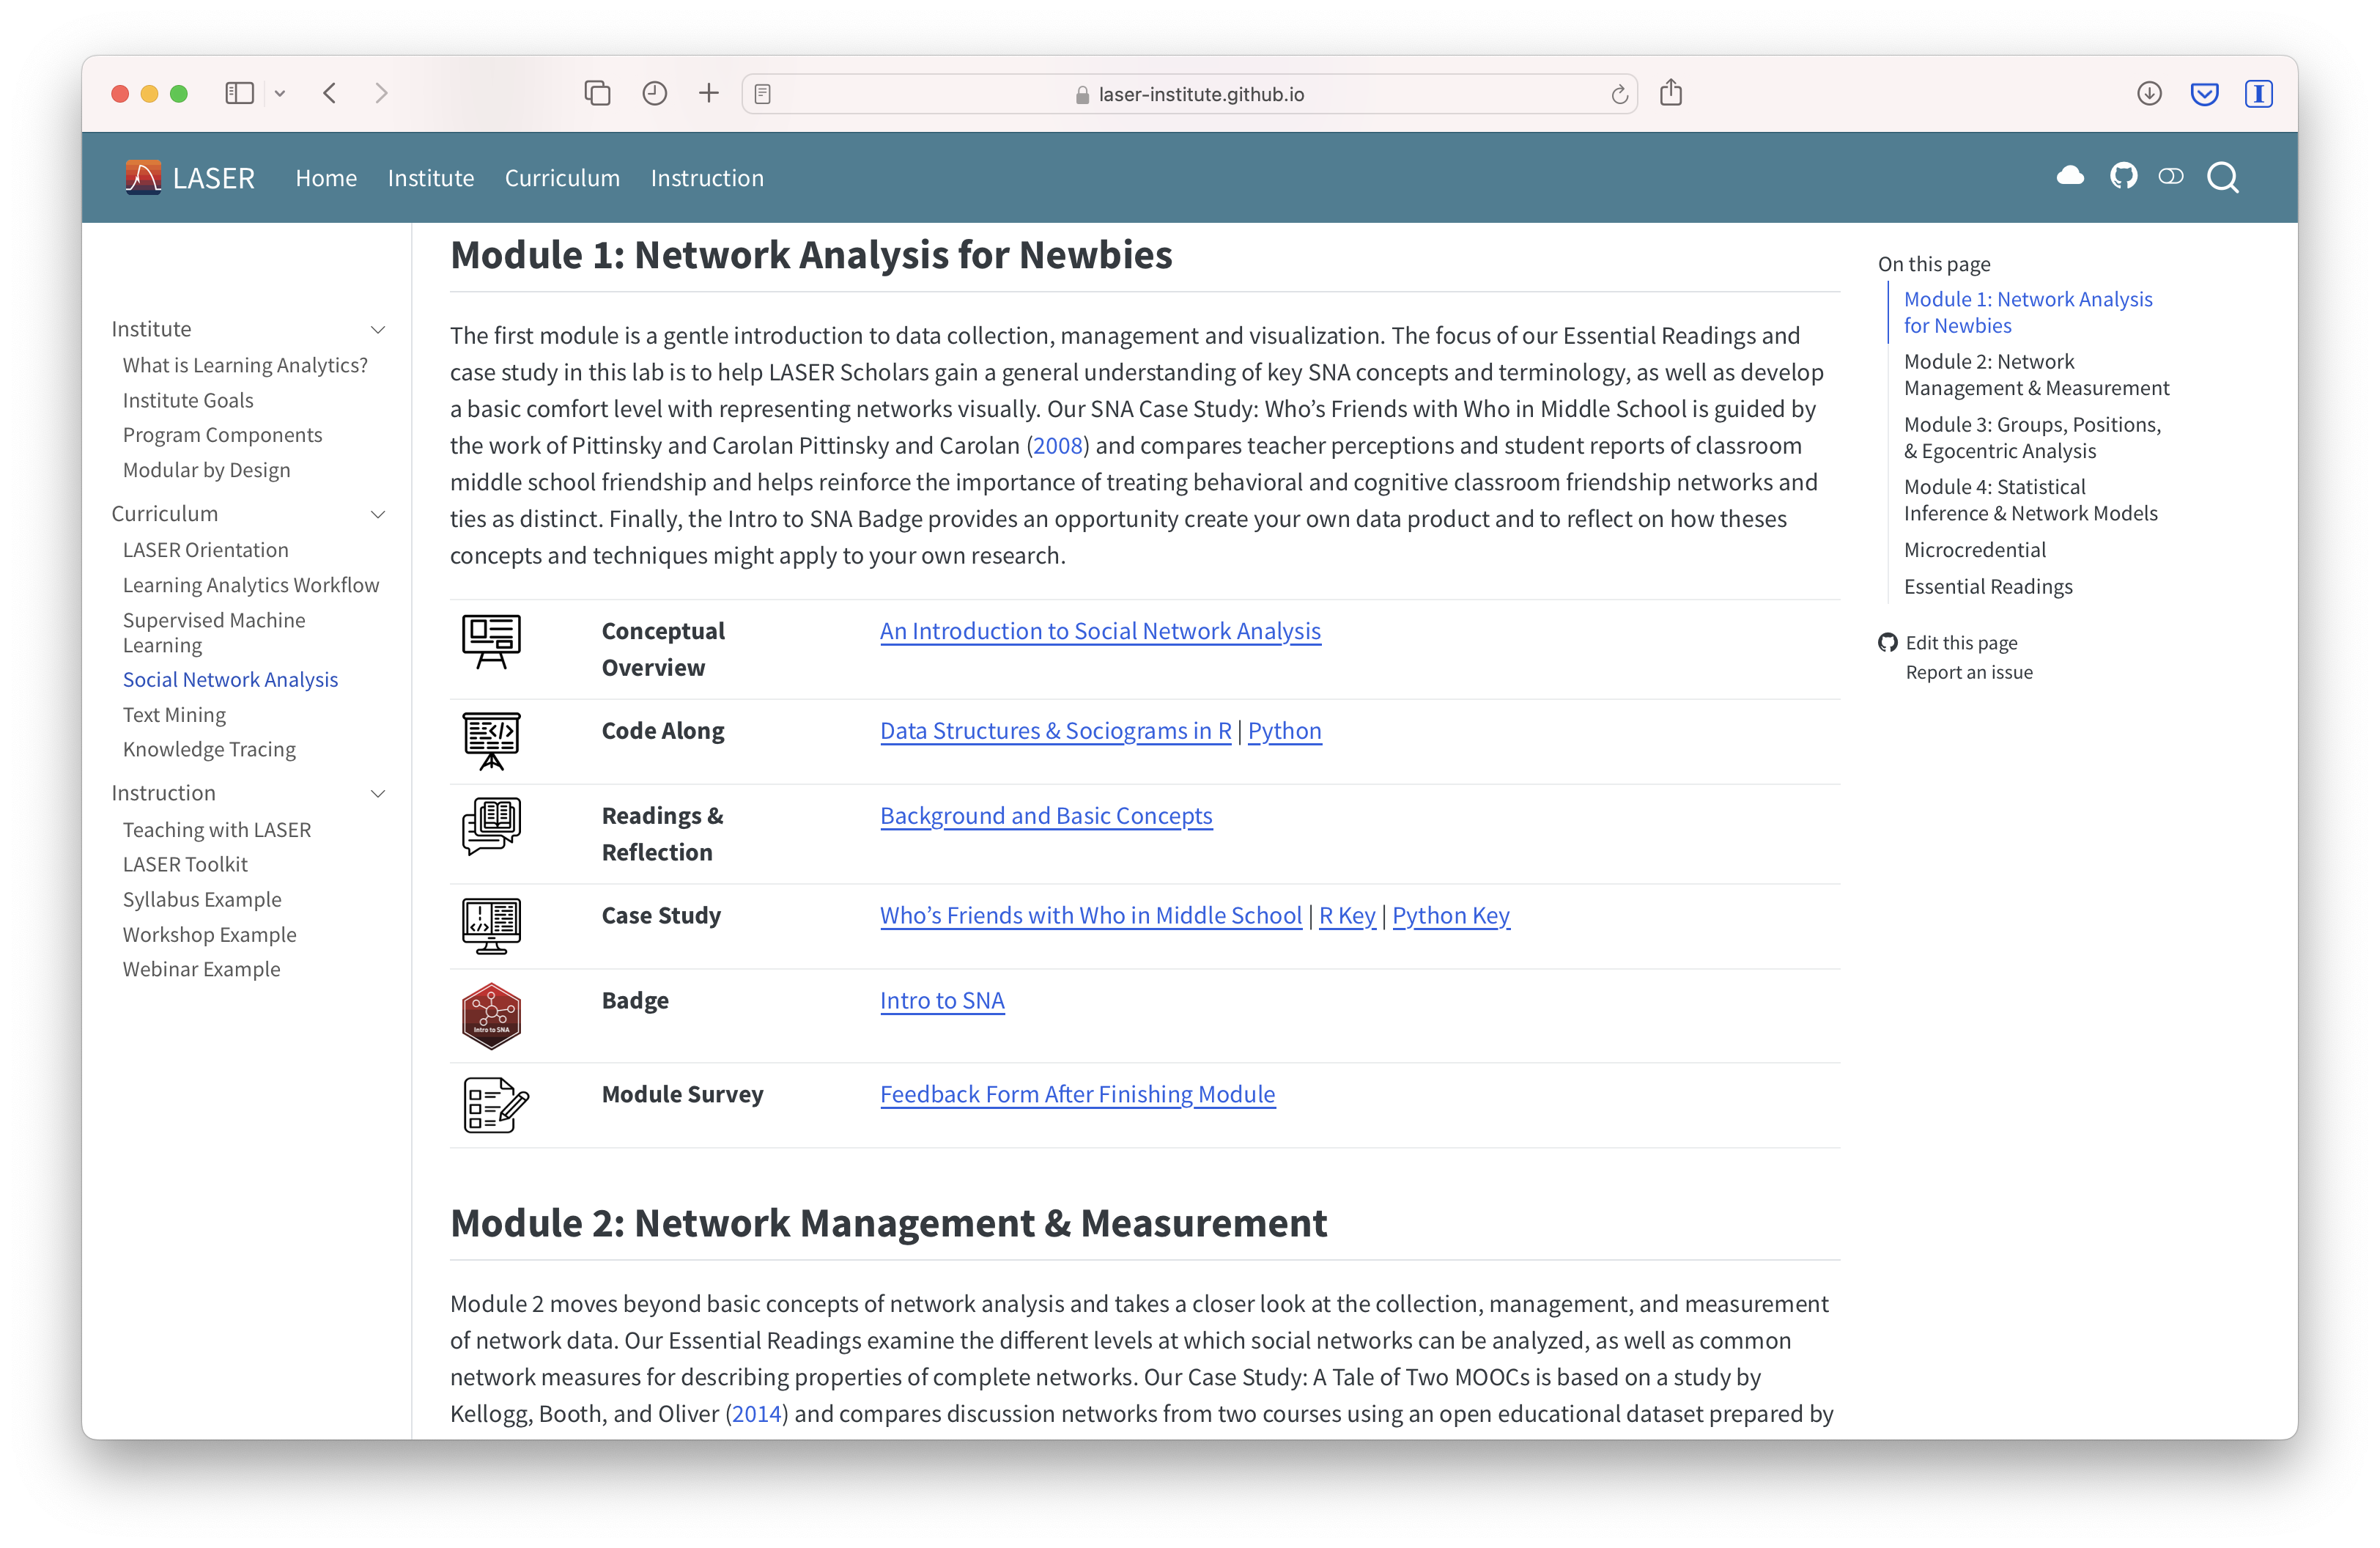 laser-institute.github.io
LASER
Home
Institute
Curriculum
Instruction
Institute
What is Learning Analytics?
Institute Goals
Program Components
Modular by Design
Curriculum
LASER Orientation
Learning Analytics Workflow
Supervised Machine
Learning
Social Network Analysis
Text Mining
Knowledge Tracing
Instruction
Teaching with LASER
LASER Toolkit
Syllabus Example
Workshop Example
Webinar Example
Module 1: Network Analysis for Newbies
The first module is a gentle introduction to data collection, management and visualization. The focus of our Essential Readings and
case study in this lab is to help LASER Scholars gain a general understanding of key SNA concepts and terminology, as well as develop
a basic comfort level with representing networks visually. Our SNA Case Study: Who’s Friends with Who in Middle School is guided by
the work of Pittinsky and Carolan Pittinsky and Carolan (2008) and compares teacher perceptions and student reports of classroom
middle school friendship and helps reinforce the importance of treating behavioral and cognitive classroom friendship networks and
ties as distinct. Finally, the Intro to SNA Badge provides an opportunity create your own data product and to reflect on how theses
concepts and techniques might apply to your own research.
Conceptual
Overview
An Introduction to Social Network Analysis
Code Along
Data Structures & Sociograms in R | Python
Readings &
Reflection
Background and Basic Concepts
Case Study
Who’s Friends with Who in Middle School | R Key | Python Key
Intro to SNA
Badge
Intro to SNA
Module Survey
Feedback Form After Finishing Module
Module 2: Network Management & Measurement
Module 2 moves beyond basic concepts of network analysis and takes a closer look at the collection, management, and measurement
of network data. Our Essential Readings examine the different levels at which social networks can be analyzed, as well as common
network measures for describing properties of complete networks. Our Case Study: A Tale of Two MOOCs is based on a study by
Kellogg, Booth, and Oliver (2014) and compares discussion networks from two courses using an open educational dataset prepared by
On this page
Module 1: Network Analysis
for Newbies
Module 2: Network
Management & Measurement
Module 3: Groups, Positions,
& Egocentric Analysis
Module 4: Statistical
Inference & Network Models
Microcredential
Essential Readings
Edit this page
Report an issue